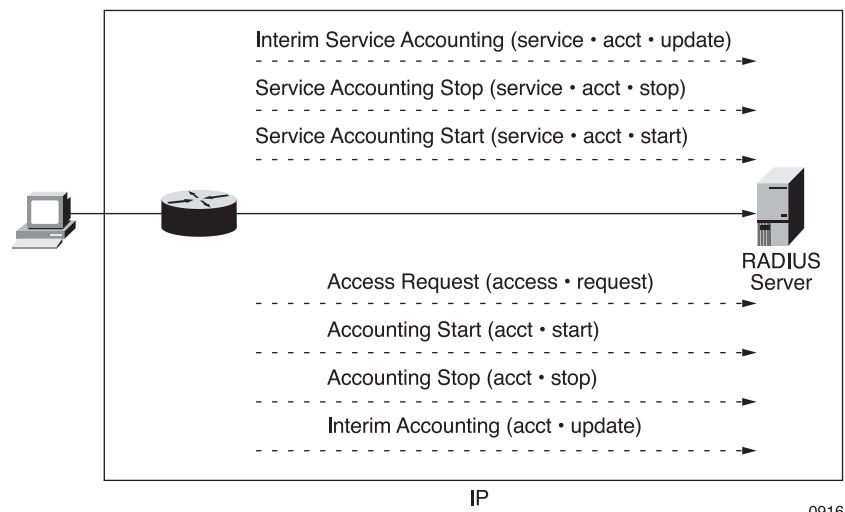 Interim Service Accounting (service • acct • update)
Service Accounting Stop (service • acct • stop)
Service Accounting Start (service • acct • start)
RADIUS
Server
Access Request (access • request)
Accounting Start (acct • start)
Accounting Stop (acct • stop)
Interim Accounting (acct • update)
IP
0916